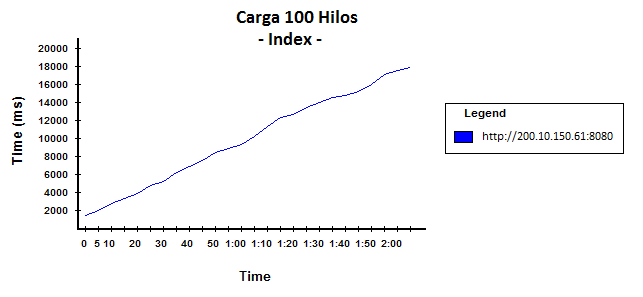 Carga 100 Hilos
- Index -
Time (ms)
20000
18000
16000
14000
12000
10000
8000
6000
4000
2000
0 5 10 20 30 40 50 1:00 1:10 1:20 1:30 1:40 1:50 2:00
Time
Legend
http://200.10.150.61:8080